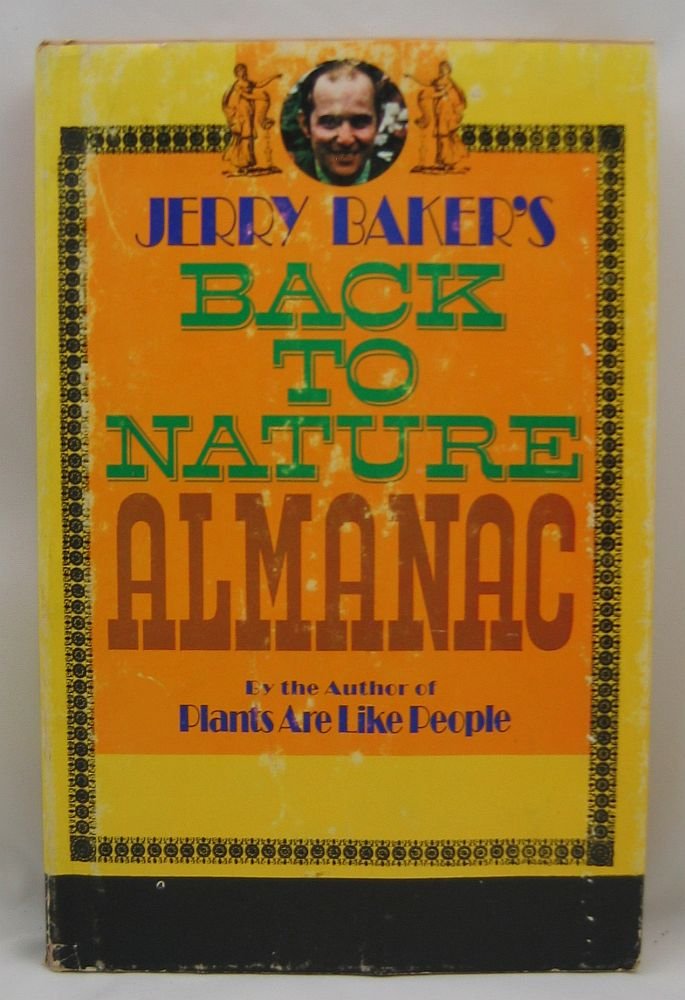 JERRY BAKER'S
BACK
TO
NATURE
ALMANAC
By the Author of
Plants Are Like People